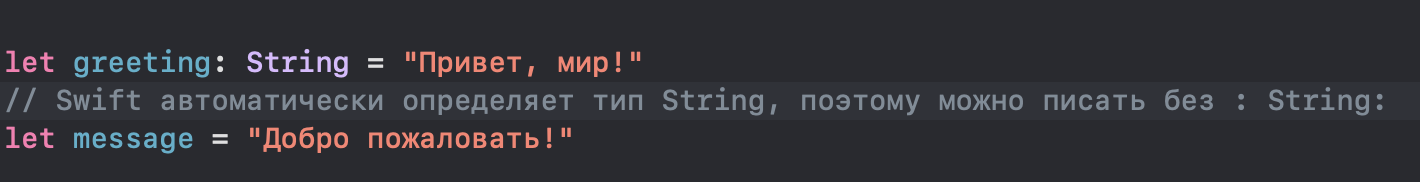 let greeting: String = "Привет, мир!"
// Swift автоматически определяет тип String, поэтому можно писать без : String:
let message = "Добро пожаловать!"